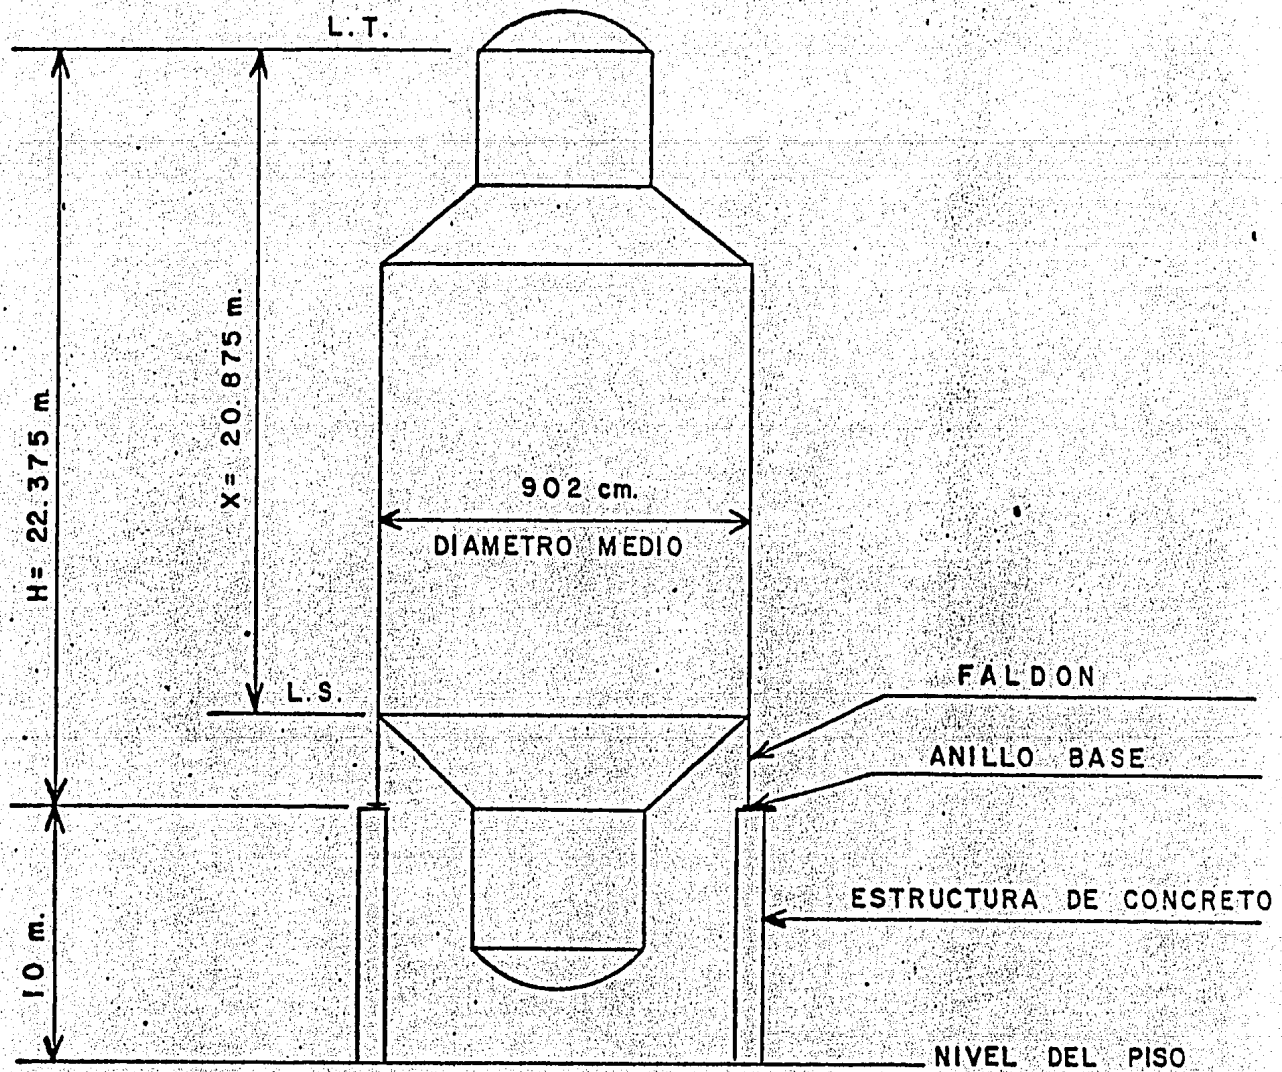 L.T.
H= 22.375 m.
X= 20.875 m.
902 cm.
DIAMETRO MEDIO
L.S.
FALDON
ANILLO BASE
ESTRUCTURA DE CONCRETO
10 m.
NIVEL DEL PISO